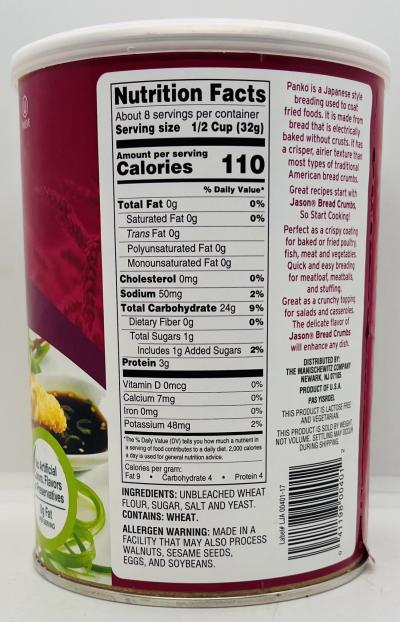 Nutrition Facts
About 8 servings per container
Serving size 1/2 Cup (32g)
Amount per serving
Calories 110
% Daily Value*
Total Fat 0g 0%
Saturated Fat 0g 0%
Trans Fat 0g
Polyunsaturated Fat 0g
Monounsaturated Fat 0g
Cholesterol 0mg 0%
Sodium 50mg 2%
Total Carbohydrate 24g 9%
Dietary Fiber 0g 0%
Total Sugars 1g
Includes 1g Added Sugars 2%
Protein 3g
Vitamin D 0mcg 0%
Calcium 7mg 0%
Iron 0mg 0%
Potassium 48mg 2%
*The % Daily Value (DV) tells you how much a nutrient in
a serving of food contributes to a daily diet. 2,000 calories
a day is used for general nutrition advice.
Calories per gram:
Fat 9 • Carbohydrate 4 • Protein 4
INGREDIENTS: UNBLEACHED WHEAT
FLOUR, SUGAR, SALT AND YEAST.
CONTAINS: WHEAT.
ALLERGEN WARNING: MADE IN A
FACILITY THAT MAY ALSO PROCESS
WALNUTS, SESAME SEEDS,
EGGS, AND SOYBEANS.
Panko is a Japanese style
breading used to coat
fried foods. It is made from
bread that is electrically
baked without crusts. It has
a crisper, airier texture than
most types of traditional
American bread crumbs.
Great recipes start with
Jason® Bread Crumbs,
So Start Cooking!
Perfect as a crispy coating
for baked or fried poultry,
fish, meat and vegetables.
Quick and easy breading
for meatloaf, meatballs,
and stuffing.
Great as a crunchy topping
for salads and casseroles.
The delicate flavor of
Jason® Bread Crumbs
will enhance any dish.
DISTRIBUTED BY:
THE MANISCHEWITZ COMPANY
NEWARK, NJ 07105
PRODUCT OF U.S.A.
PAS YISROEL
THIS PRODUCT IS LACTOSE FREE
AND VEGETARIAN.
THIS PRODUCT IS SOLD BY WEIGHT,
NOT VOLUME. SETTLING MAY OCCUR
DURING SHIPPING.
Label# LJA 00401-17
Artificial
Flavors
Preservatives
0g Fat
PER SERVING